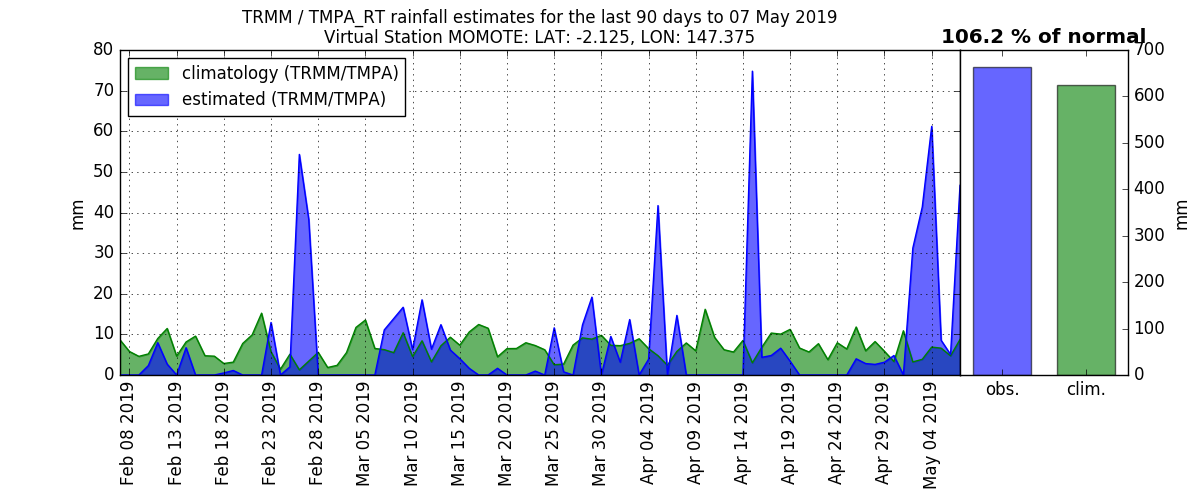 TRMM / TMPA_RT rainfall estimates for the last 90 days to 07 May 2019
Virtual Station MOMOTE: LAT: -2.125, LON: 147.375
106.2 % of normal
climatology (TRMM/TMPA)
estimated (TRMM/TMPA)
mm
80
70
60
50
40
30
20
10
0
Feb 08 2019
Feb 13 2019
Feb 18 2019
Feb 23 2019
Feb 28 2019
Mar 05 2019
Mar 10 2019
Mar 15 2019
Mar 20 2019
Mar 25 2019
Mar 30 2019
Apr 04 2019
Apr 09 2019
Apr 14 2019
Apr 19 2019
Apr 24 2019
Apr 29 2019
May 04 2019
obs.
clim.
700
600
500
400
300
200
100
0
mm